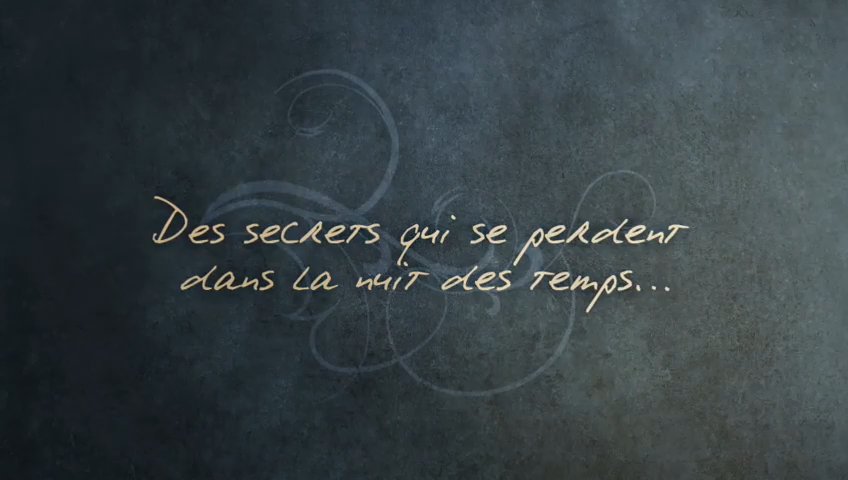 Des secrets qui se perdent
dans la nuit des temps...